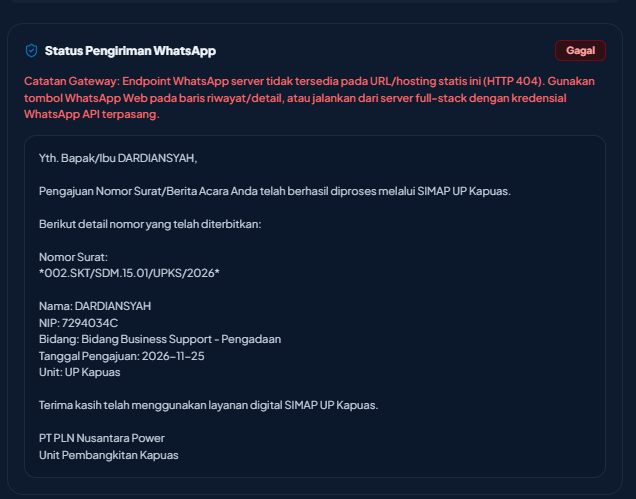 Status Pengiriman WhatsApp
Gagal
Catatan Gateway: Endpoint WhatsApp server tidak tersedia pada URL/hosting statis ini (HTTP 404). Gunakan
tombol WhatsApp Web pada baris riwayat/detail, atau jalankan dari server full-stack dengan kredensial
WhatsApp API terpasang.
Yth. Bapak/Ibu DARDIANSYAH,
Pengajuan Nomor Surat/Berita Acara Anda telah berhasil diproses melalui SIMAP UP Kapuas.
Berikut detail nomor yang telah diterbitkan:
Nomor Surat:
*002.SKT/SDM.15.01/UPKS/2026*
Nama: DARDIANSYAH
NIP: 7294034C
Bidang: Bidang Business Support - Pengadaan
Tanggal Pengajuan: 2026-11-25
Unit: UP Kapuas
Terima kasih telah menggunakan layanan digital SIMAP UP Kapuas.
PT PLN Nusantara Power
Unit Pembangkitan Kapuas